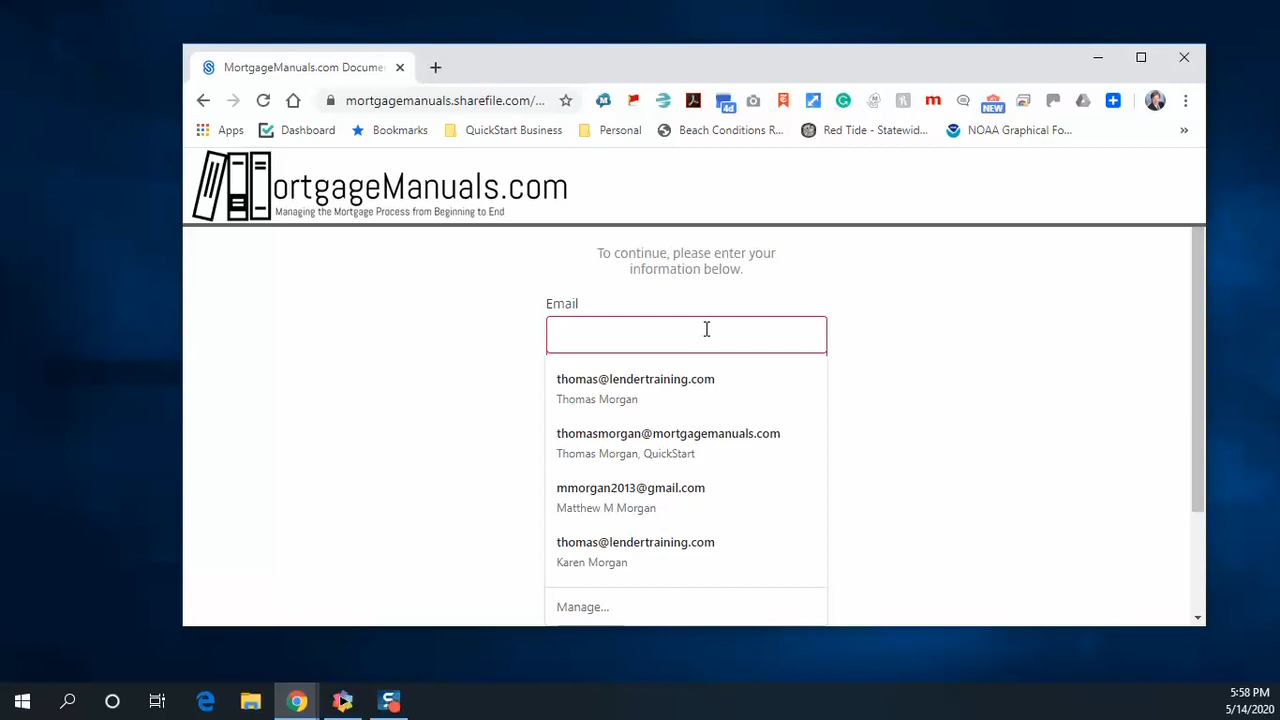 MortgageManuals.com Docume
mortgagemanuals.sharefile.com/...
4d
m
NEW
Apps
Dashboard
Bookmarks
QuickStart Business
Personal
Beach Conditions R...
Red Tide - Statewid...
NOAA Graphical Fo...
»
ortgageManuals.com
Managing the Mortgage Process from Beginning to End
To continue, please enter your
information below.
Email
thomas@lendertraining.com
Thomas Morgan
thomasmorgan@mortgagemanuals.com
Thomas Morgan, QuickStart
mmorgan2013@gmail.com
Matthew M Morgan
thomas@lendertraining.com
Karen Morgan
Manage...
5:58 PM
5/14/2020